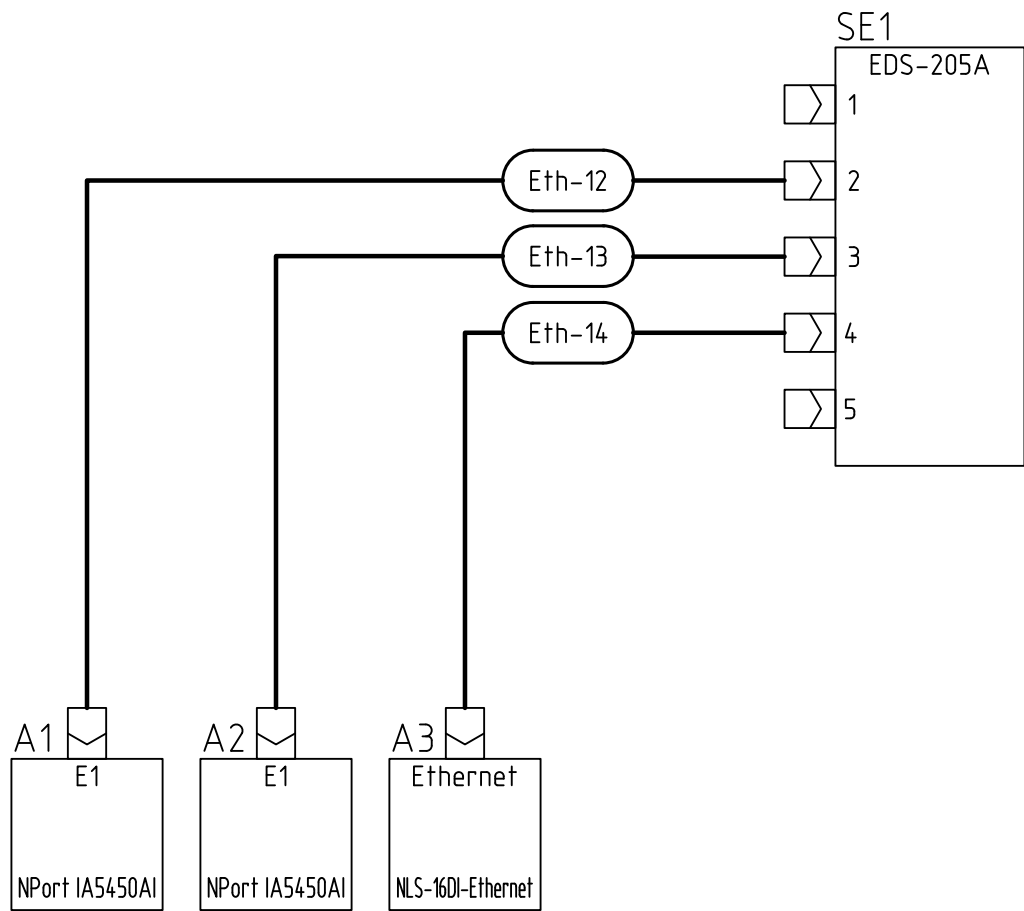 SE1
EDS-205A
1
Eth-12
2
Eth-13
3
Eth-14
4
5
A1
A2
A3
E1
E1
Ethernet
NPort IA5450AI
NPort IA5450AI
NLS-16DI-Ethernet